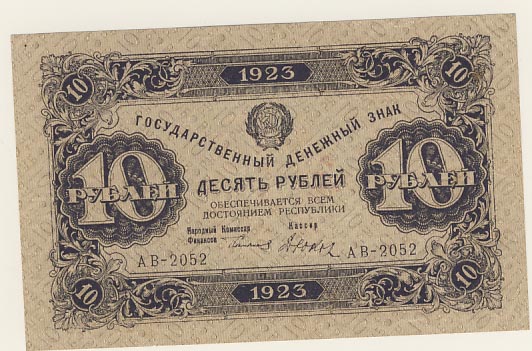 1923
10
10
ГОСУДАРСТВЕННЫЙ ДЕНЕЖНЫЙ ЗНАК
10 РУБЛЕЙ
10 РУБЛЕЙ
ДЕСЯТЬ РУБЛЕЙ
ОБЕСПЕЧИВАЕТСЯ ВСЕМ
ДОСТОЯНИЕМ РЕСПУБЛИКИ
Народный Комиссар
Финансов
Кассир
АВ-2052
АВ-2052
10
10
1923